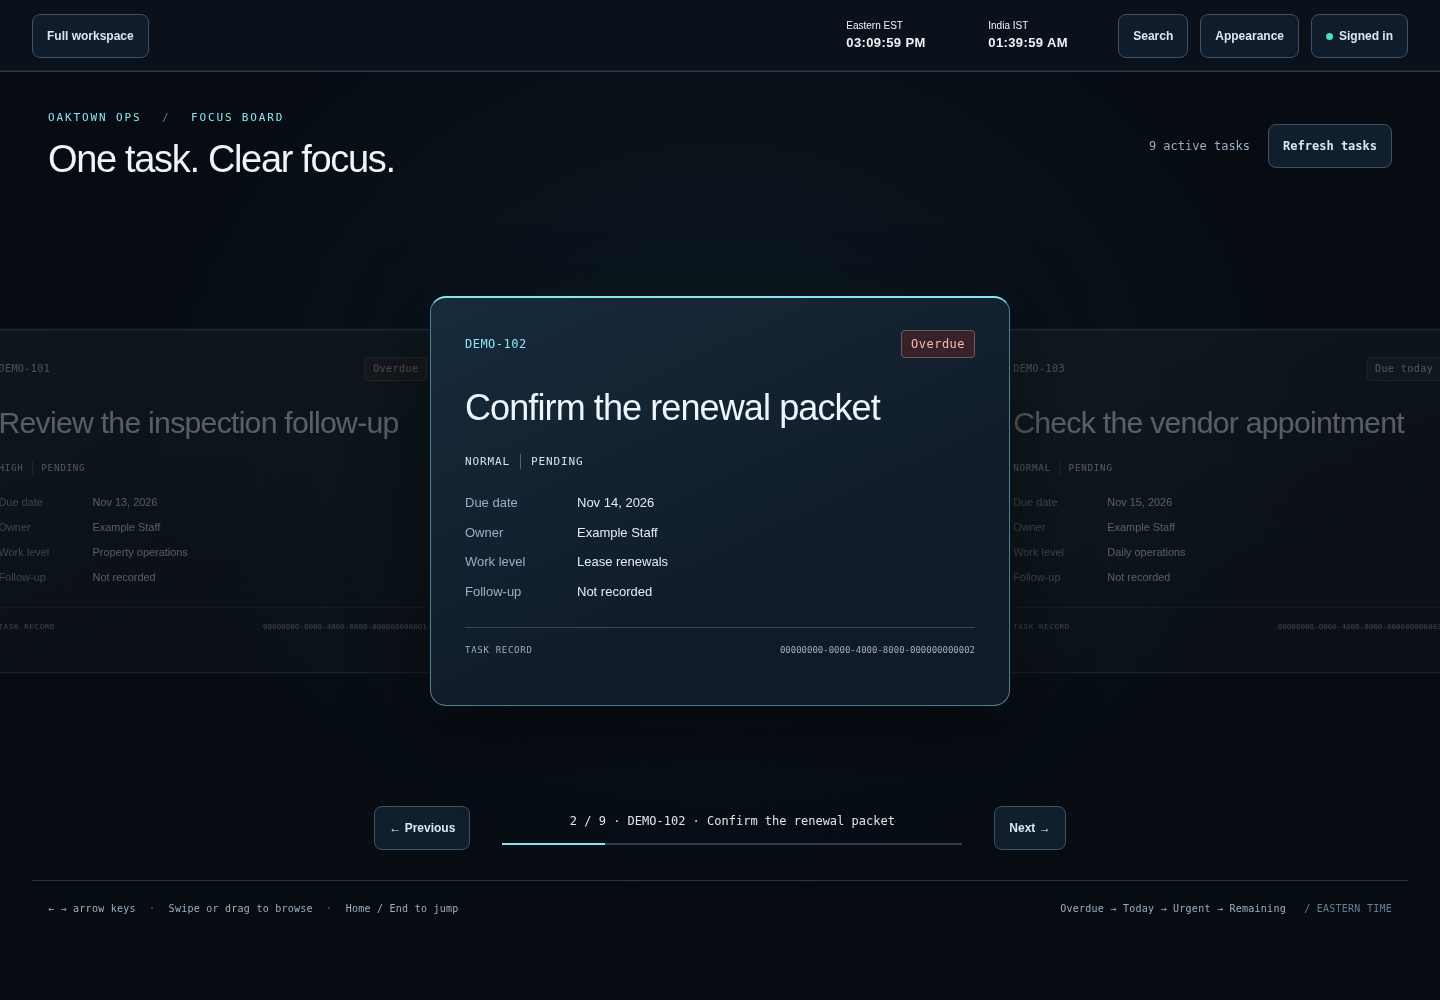 Full workspace
Eastern EST
03:09:59 PM
India IST
01:39:59 AM
Search
Appearance
Signed in
OAKTOWN OPS / FOCUS BOARD
One task. Clear focus.
9 active tasks
Refresh tasks
DEMO-101
Overdue
Review the inspection follow-up
HIGH PENDING
Due date Nov 13, 2026
Owner Example Staff
Work level Property operations
Follow-up Not recorded
TASK RECORD 00000000-0000-4000-8000-000000000001
DEMO-102
Overdue
Confirm the renewal packet
NORMAL PENDING
Due date Nov 14, 2026
Owner Example Staff
Work level Lease renewals
Follow-up Not recorded
TASK RECORD 00000000-0000-4000-8000-000000000002
DEMO-103
Due today
Check the vendor appointment
NORMAL PENDING
Due date Nov 15, 2026
Owner Example Staff
Work level Daily operations
Follow-up Not recorded
TASK RECORD 00000000-0000-4000-8000-000000000003
← Previous
2 / 9 · DEMO-102 · Confirm the renewal packet
Next →
← → arrow keys · Swipe or drag to browse · Home / End to jump
Overdue → Today → Urgent → Remaining / EASTERN TIME